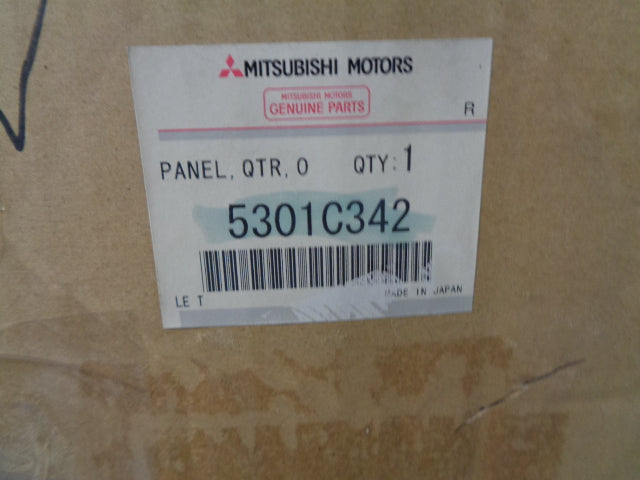 MITSUBISHI MOTORS
MITSUBISHI MOTORS
GENUINE PARTS
R
PANEL, QTR, O QTY: 1
5301C342
LE T
MADE IN JAPAN